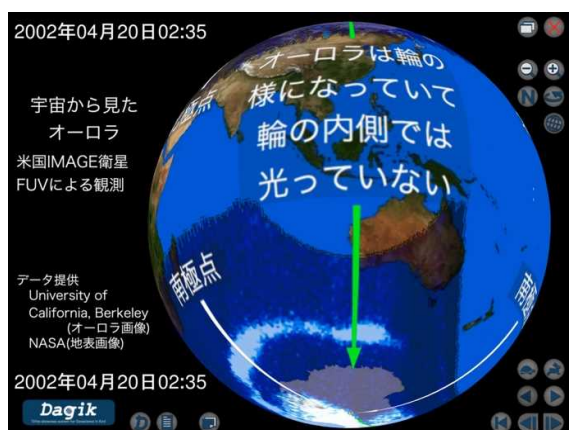 2002年04月20日02:35
宇宙から見た
オーロラ
米国IMAGE衛星
FUVによる観測
オーロラは輪の
様になっていて
輪の内側では
光っていない
極点
南極点
データ提供
University of
California, Berkeley
(オーロラ画像)
NASA(地表画像)
2002年04月20日02:35
Dagik
N
D